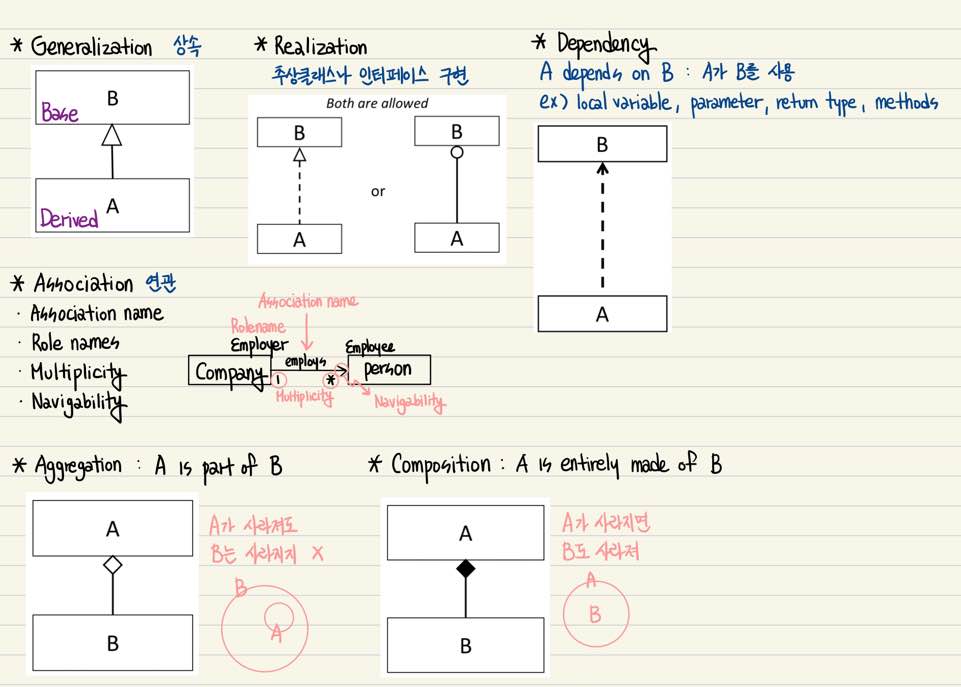 * Generalization 상속
B
Base
A
Derived
* Realization
추상클래스나 인터페이스 구현
Both are allowed
B
B
or
A
A
* Dependency
A depends on B : A가 B를 사용
ex) local variable, parameter, return type, methods
B
A
* Association 연관
· Association name
· Role names
· Multiplicity
· Navigability
Association name
Rolename
Employer
employs
Employee
Company
person
1
*
Multiplicity
Navigability
* Aggregation : A is part of B
A
B
A가 사라져도
B는 사라지지 X
B
A
* Composition : A is entirely made of B
A
B
A가 사라지면
B도 사라져
A
B